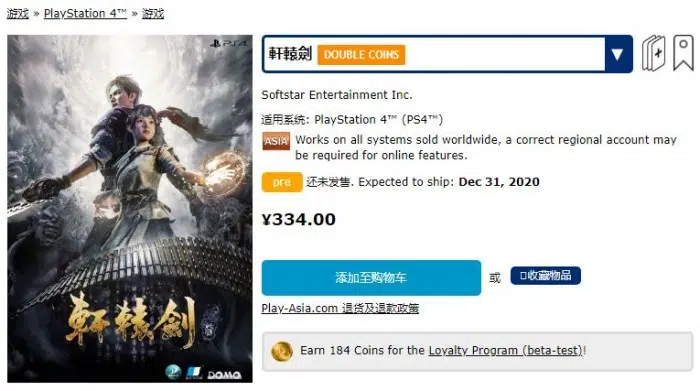 游戏 » PlayStation 4™ » 游戏
PS4
軒轅劍 DOUBLE COINS
Softstar Entertainment Inc.
适用系统: PlayStation 4™ (PS4™)
ASIA Works on all systems sold worldwide, a correct regional account may
be required for online features.
pre 还未发售. Expected to ship: Dec 31, 2020
¥334.00
添加至购物车 或 收藏物品
Play-Asia.com 退货及退款政策
軒轅劍
DOMO
Earn 184 Coins for the Loyalty Program (beta-test)!